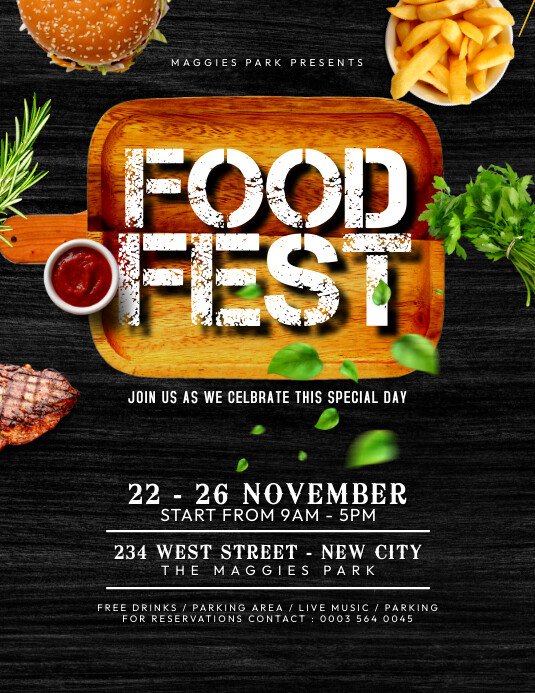 MAGGIES PARK PRESENTS
FOOD
FEST
JOIN US AS WE CELBRATE THIS SPECIAL DAY
22 - 26 NOVEMBER
START FROM 9AM - 5PM
234 WEST STREET - NEW CITY
THE MAGGIES PARK
FREE DRINKS / PARKING AREA / LIVE MUSIC / PARKING
FOR RESERVATIONS CONTACT : 0003 564 0045